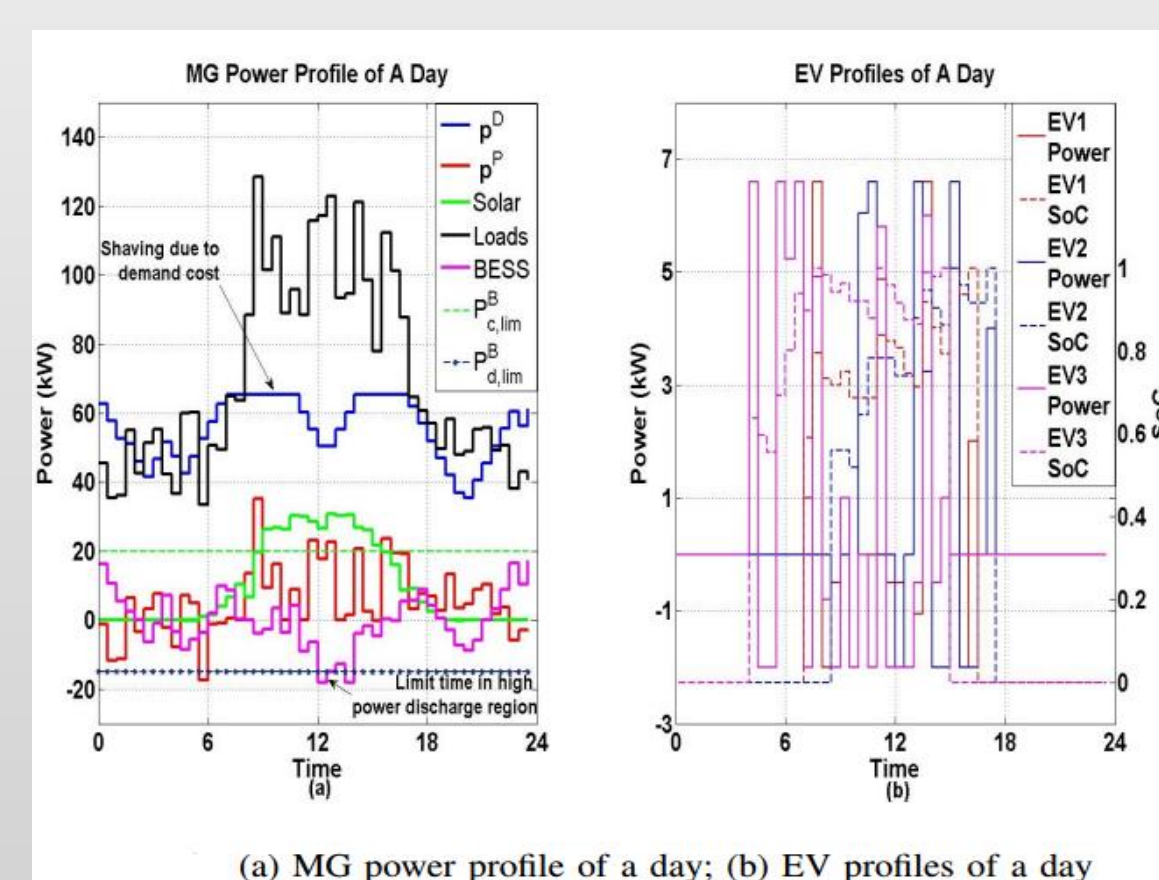 MG Power Profile of A Day
140
120
100
80
60
40
20
0
-20
Power (kW)
0 6 12 18 24
Time
(a)
p^D
p^P
Solar
Loads
BESS
P^B_c,lim
P^B_d,lim
Shaving due to
demand cost
Limit time in high
power discharge region
EV Profiles of A Day
7
5
3
1
-1
-3
Power (kW)
0 6 12 18 24
Time
(b)
EV1
Power
EV1
SoC
EV2
Power
EV2
SoC
EV3
Power
EV3
SoC
1
0.8
0.6
0.4
0.2
0
(a) MG power profile of a day; (b) EV profiles of a day